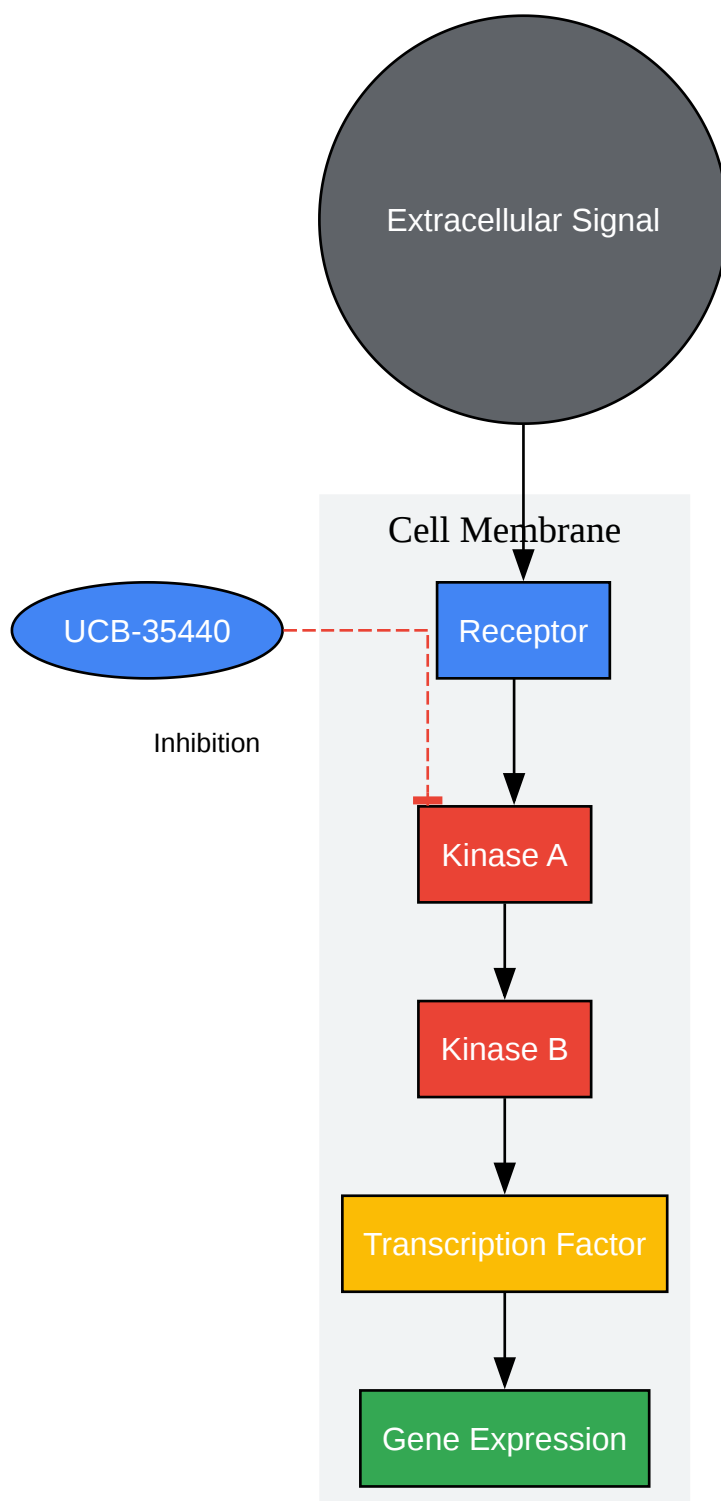 Extracellular Signal
Cell Membrane
UCB-35440
Receptor
Inhibition
Kinase A
Kinase B
Transcription Factor
Gene Expression